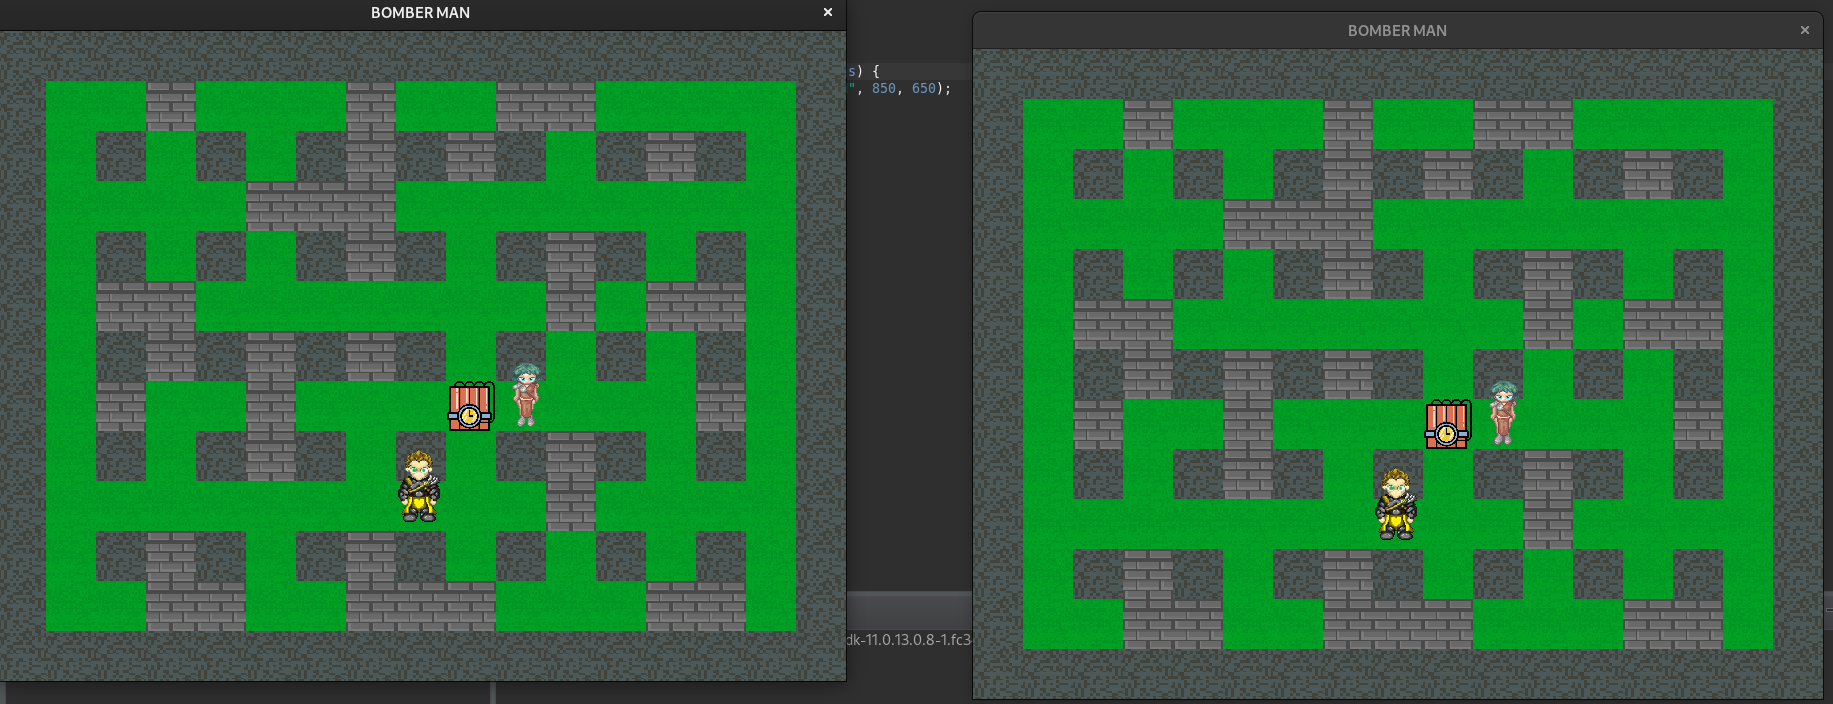 BOMBER MAN
BOMBER MAN
s) {
", 850, 650);
dk-11.0.13.0.8-1.fc3